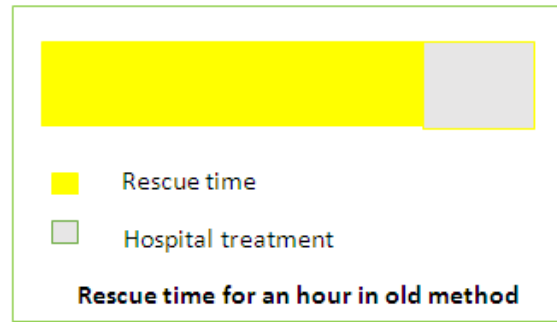 Rescue time
Hospital treatment
Rescue time for an hour in old method